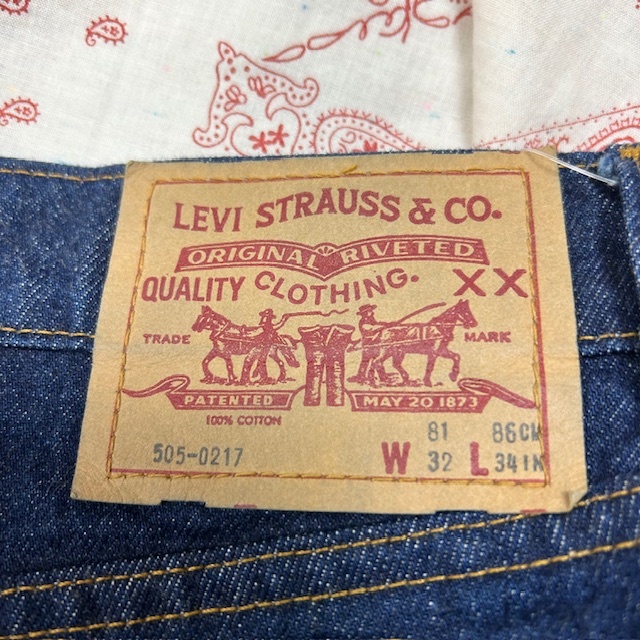 LEVI STRAUSS & CO.
ORIGINAL RIVETED
QUALITY CLOTHING. XX
TRADE MARK
PATENTED MAY 20 1873
100% COTTON
81 86CM
505-0217 W 32 L 34IN